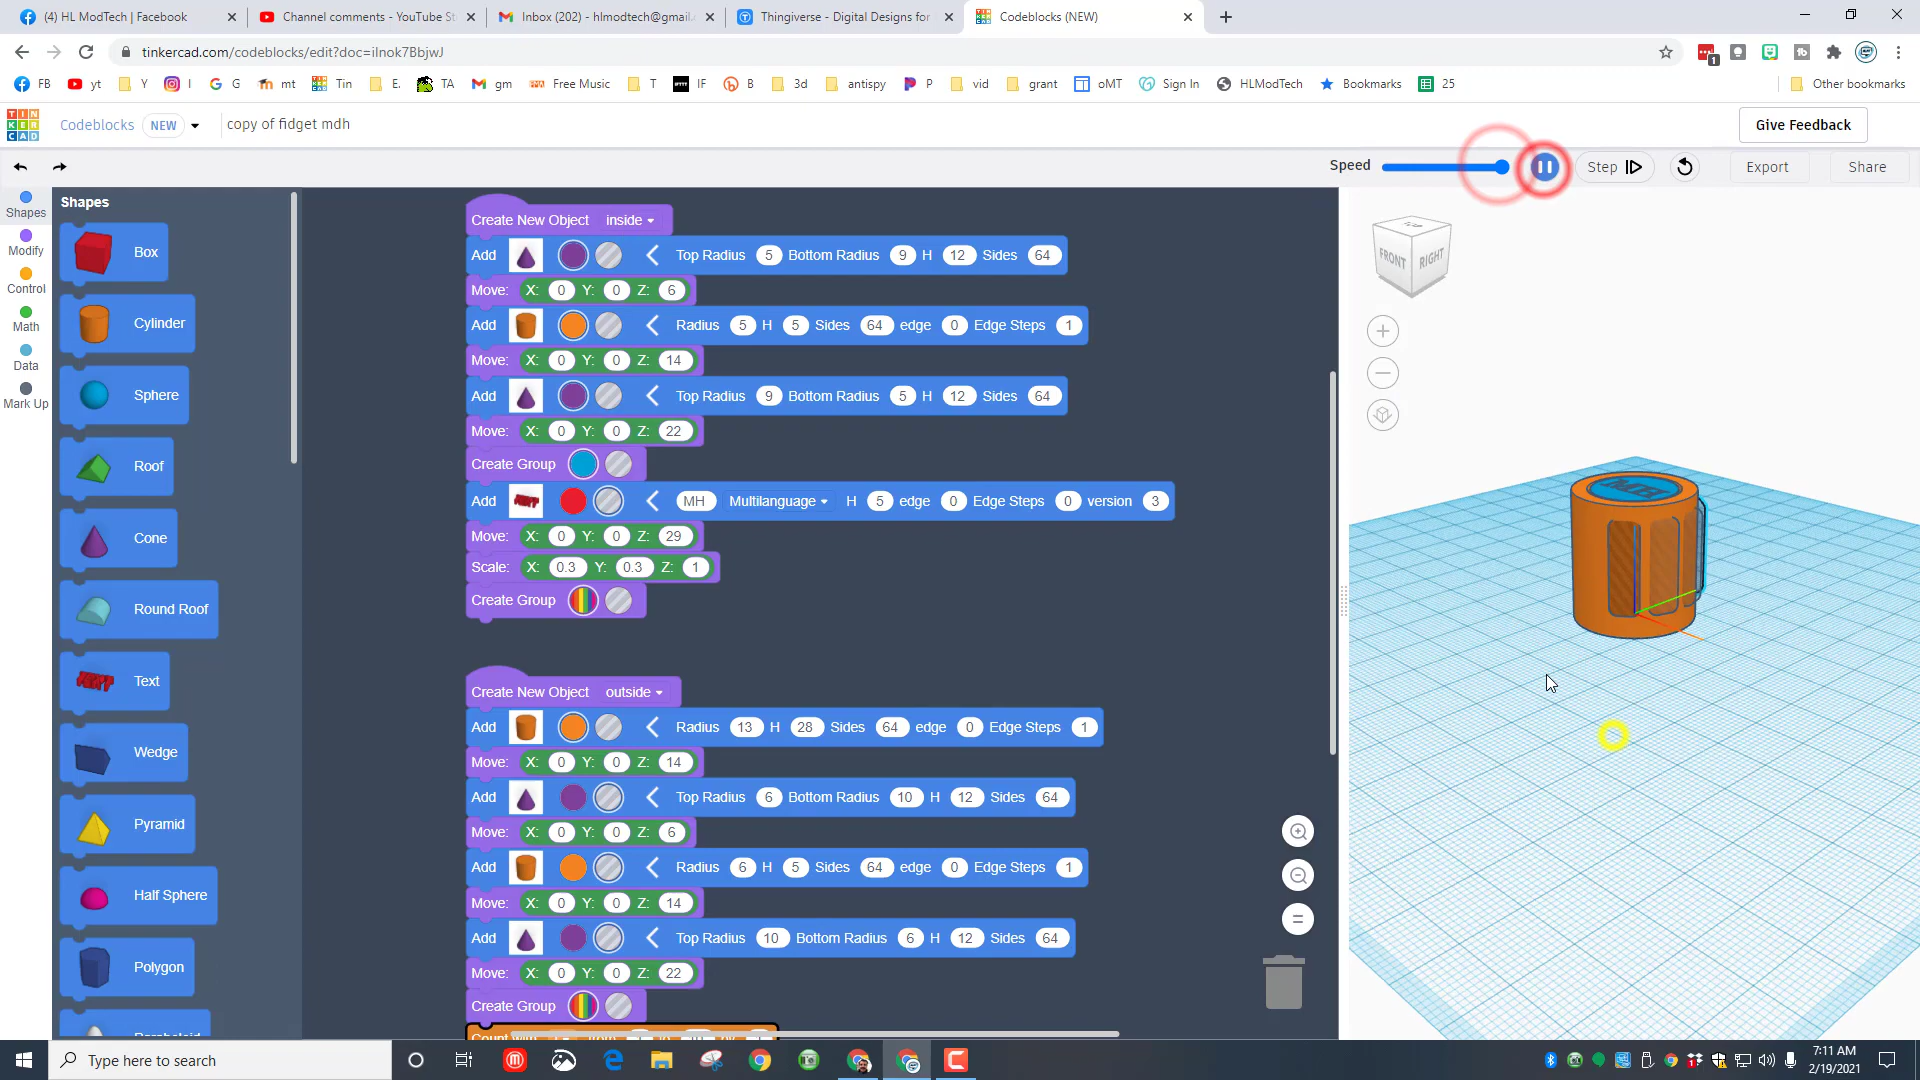 (4) HL ModTech | Facebook
Channel comments - YouTube St
Inbox (202) - hlmodtech@gmail.
Thingiverse - Digital Designs for
Codeblocks (NEW)
tinkercad.com/codeblocks/edit?doc=
FB yt Y I G mt Tin E. TA gm Free Music T IF B 3d antispy P vid grant oMT Sign In HLModTech Bookmarks 25 Other bookmarks
1
TIN KER CAD
Codeblocks NEW copy of fidget mdh Give Feedback
Speed Step Export Share
Shapes
Modify
Control
Math
Data
Mark Up
Shapes
Box
Cylinder
Sphere
Roof
Cone
Round Roof
Text
Wedge
Pyramid
Half Sphere
Polygon
Create New Object inside
Add Top Radius 5 Bottom Radius 9 H 12 Sides 64
Move: X: 0 Y: 0 Z: 6
Add Radius 5 H 5 Sides 64 edge 0 Edge Steps 1
Move: X: 0 Y: 0 Z: 14
Add Top Radius 9 Bottom Radius 5 H 12 Sides 64
Move: X: 0 Y: 0 Z: 22
Create Group
Add MH Multilanguage H 5 edge 0 Edge Steps 0 version 3
Move: X: 0 Y: 0 Z: 29
Scale: X: 0.3 Y: 0.3 Z: 1
Create Group
Create New Object outside
Add Radius 13 H 28 Sides 64 edge 0 Edge Steps 1
Move: X: 0 Y: 0 Z: 14
Add Top Radius 6 Bottom Radius 10 H 12 Sides 64
Move: X: 0 Y: 0 Z: 6
Add Radius 6 H 5 Sides 64 edge 0 Edge Steps 1
Move: X: 0 Y: 0 Z: 14
Add Top Radius 10 Bottom Radius 6 H 12 Sides 64
Move: X: 0 Y: 0 Z: 22
Create Group
FRONT RIGHT
Type here to search
7:11 AM
2/19/2021